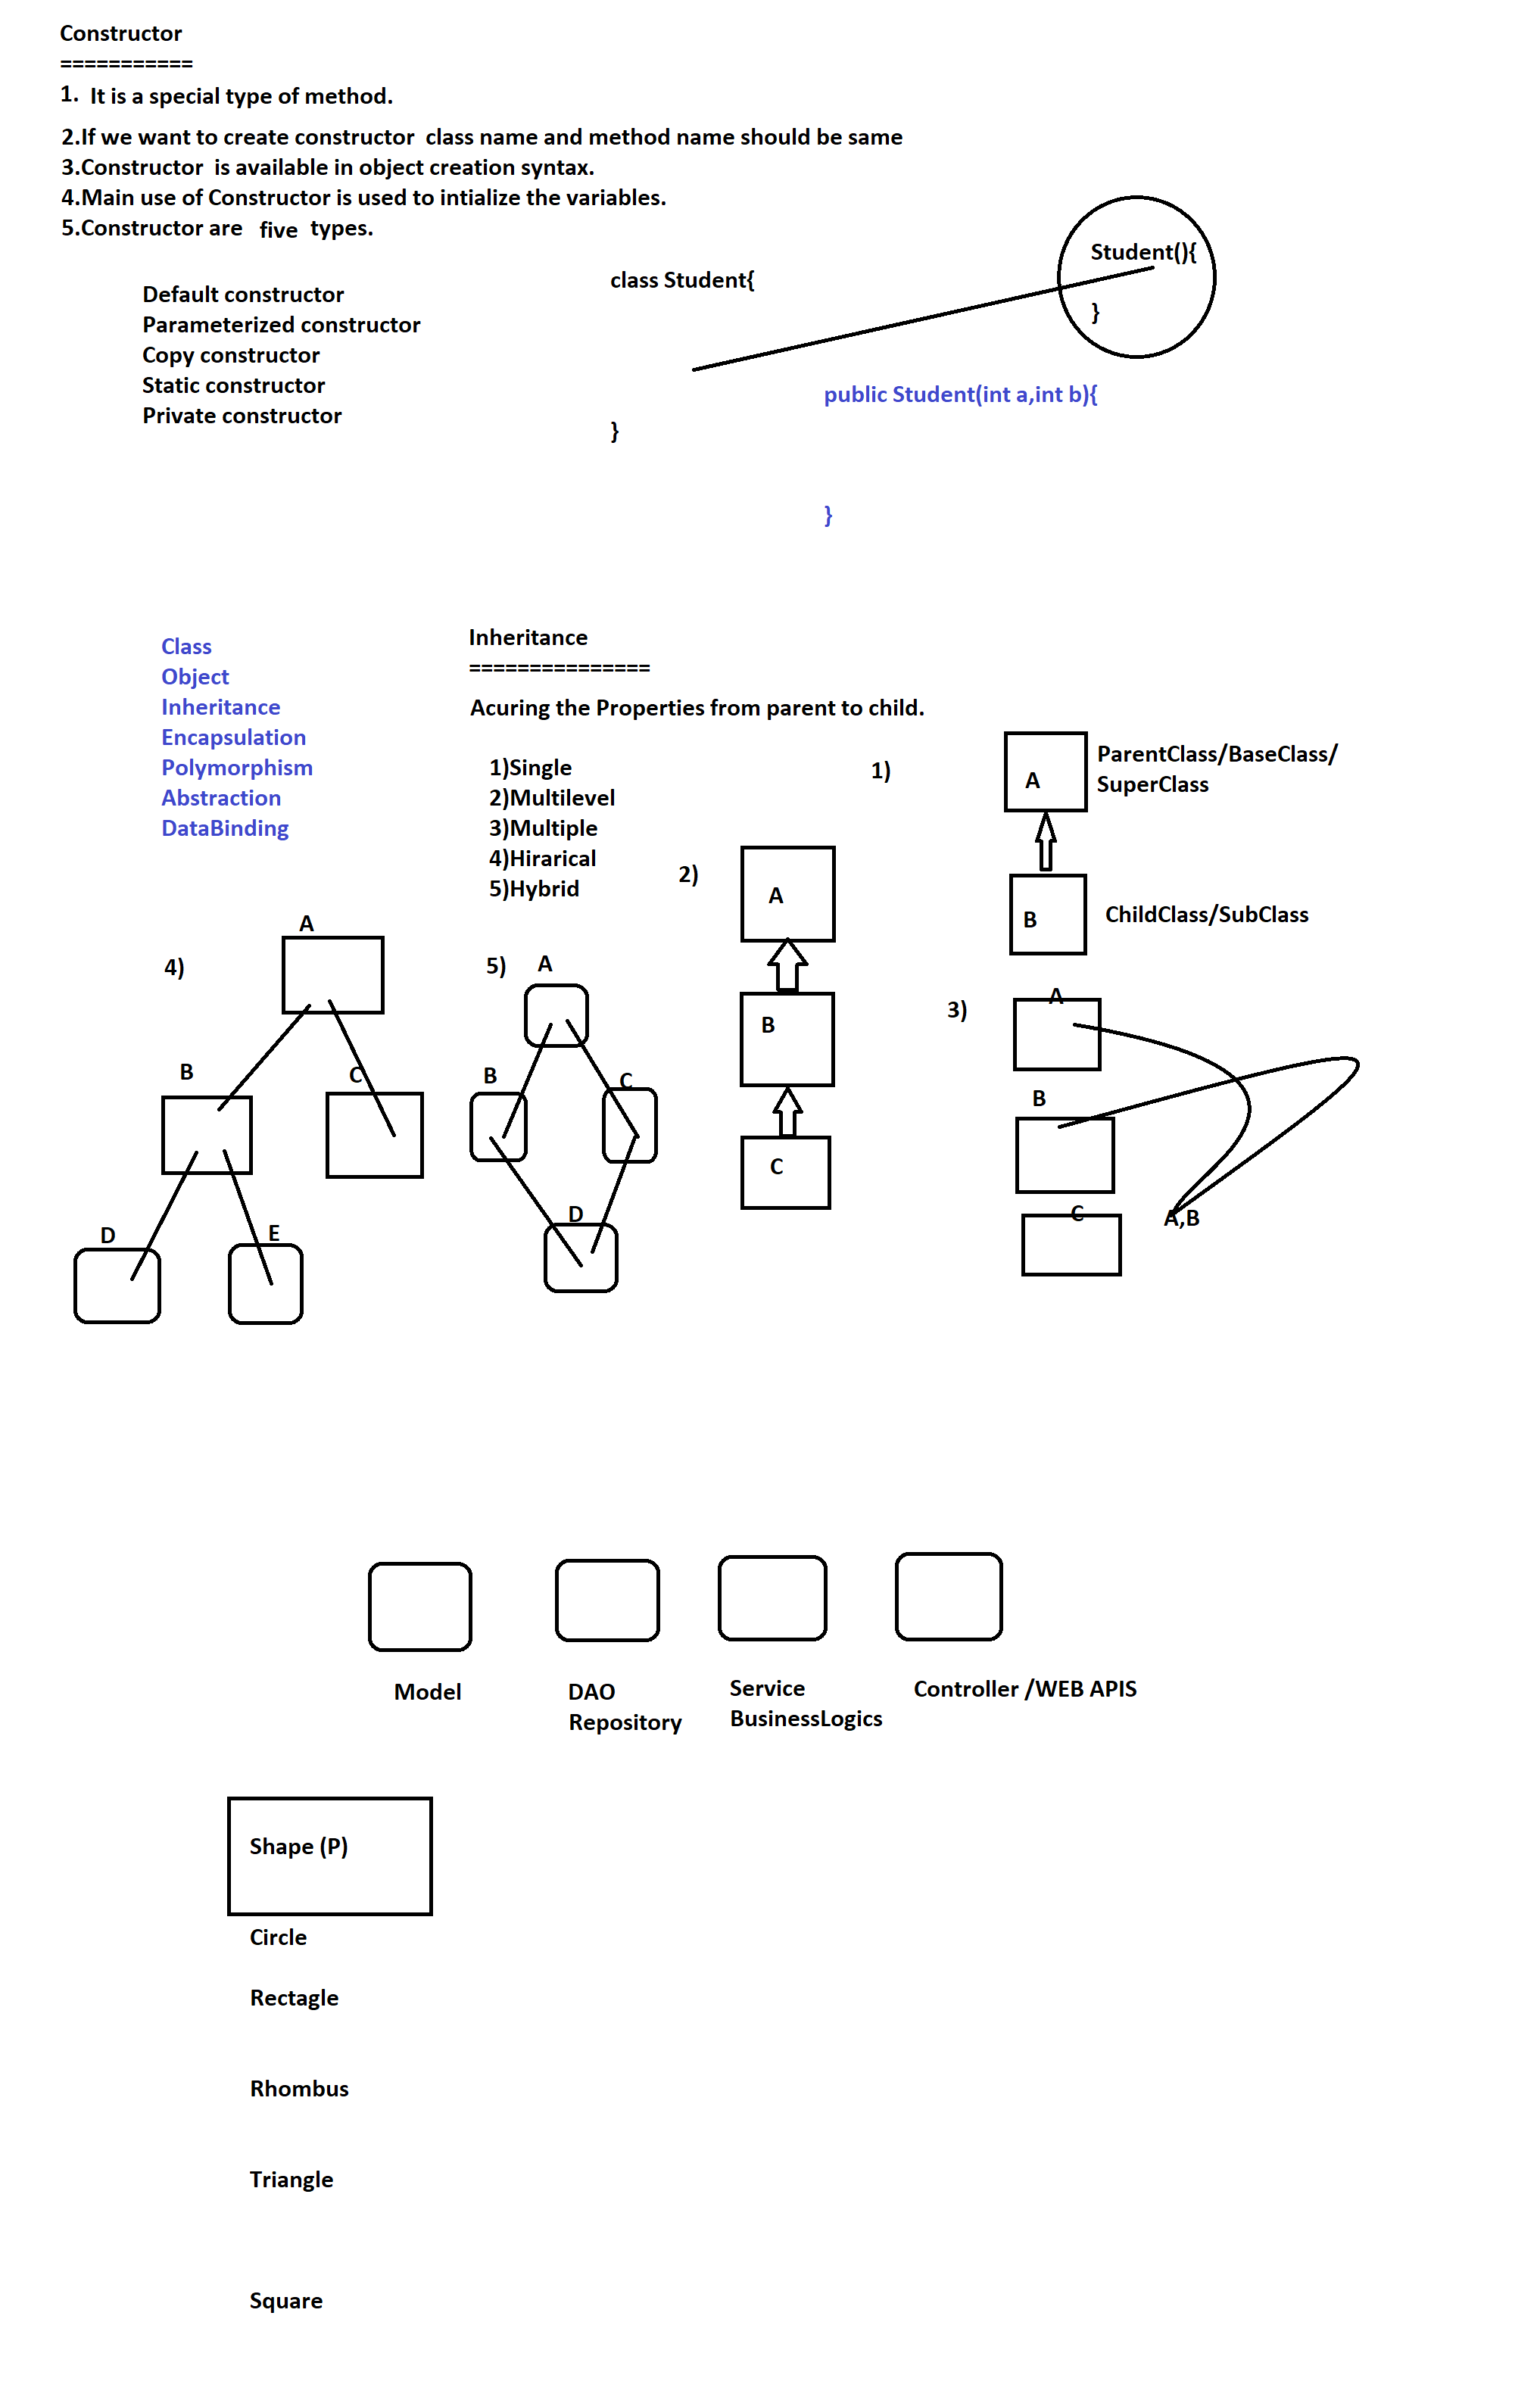 Constructor
===========
1. It is a special type of method.
2.If we want to create constructor  class name and method name should be same
3.Constructor  is available in object creation syntax.
4.Main use of Constructor is used to intialize the variables.
5.Constructor are  five  types.
Default constructor
Parameterized constructor
Copy constructor
Static constructor
Private constructor
class Student{
}
Student(){
}
public Student(int a,int b){
}
Class
Object
Inheritance
Encapsulation
Polymorphism
Abstraction
DataBinding
Inheritance
===============
Acuring the Properties from parent to child.
1)Single
2)Multilevel
3)Multiple
4)Hirarical
5)Hybrid
1)
A
ParentClass/BaseClass/
SuperClass
B
ChildClass/SubClass
2)
A
B
C
3)
A
B
C
A,B
4)
A
B
C
D
E
5)
A
B
C
D
Model
DAO
Repository
Service
BusinessLogics
Controller /WEB APIS
Shape (P)
Circle
Rectagle
Rhombus
Triangle
Square